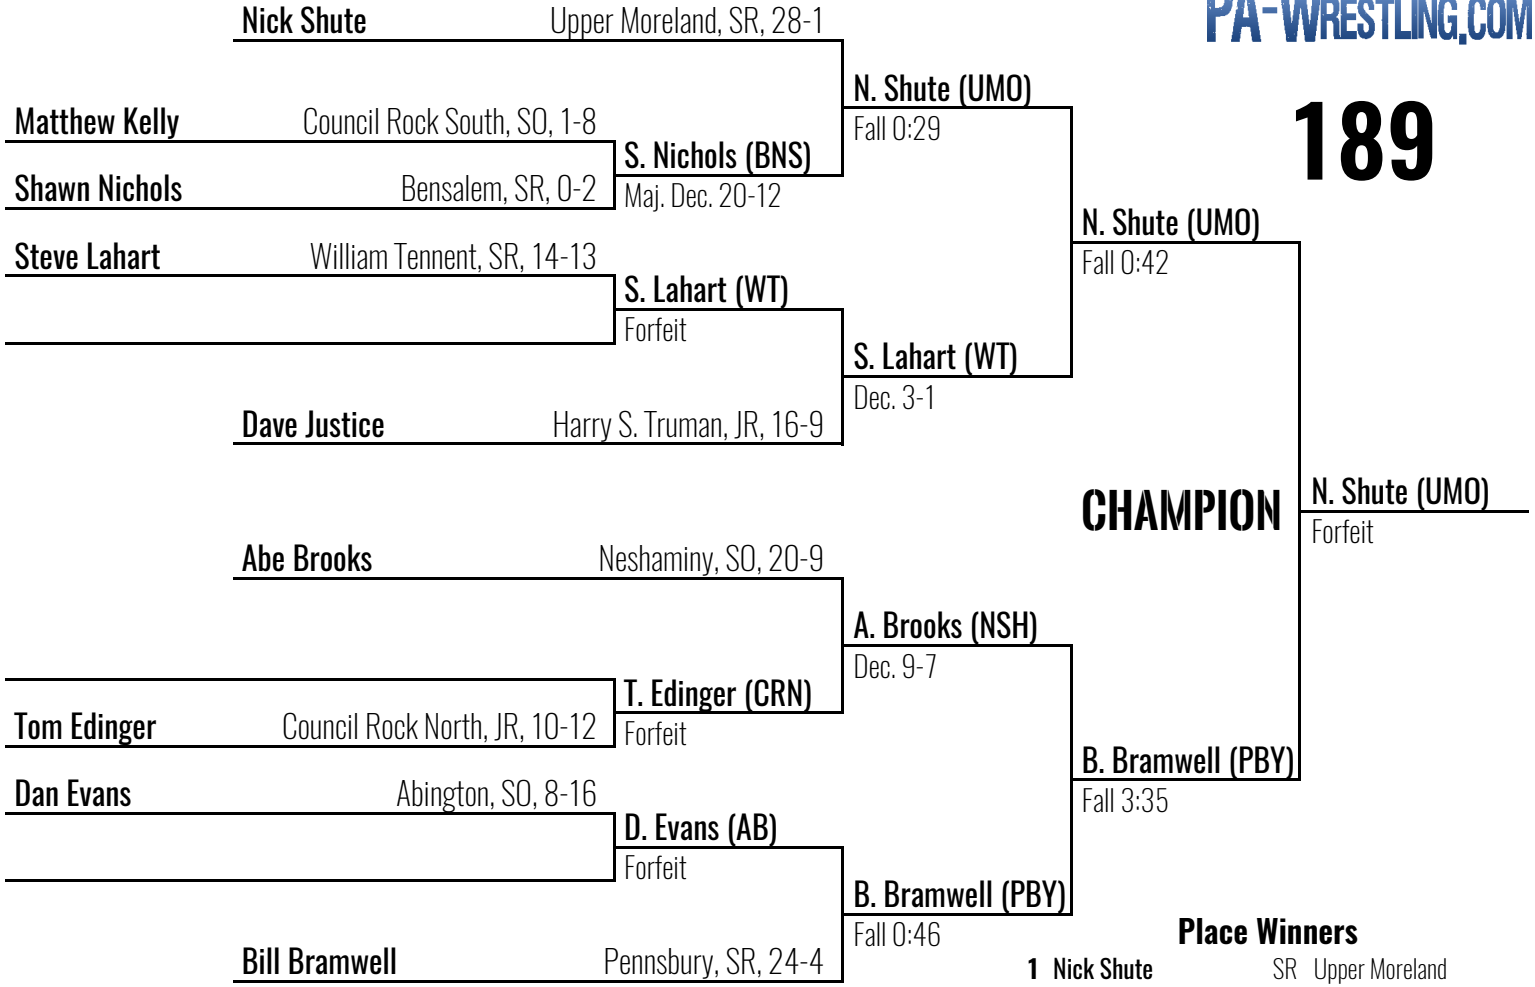 Nick Shute Upper Moreland, SR, 28-1
PA-WRESTLING.COM
N. Shute (UMO)
Fall 0:29
189
Matthew Kelly Council Rock South, SO, 1-8
S. Nichols (BNS)
Maj. Dec. 20-12
Shawn Nichols Bensalem, SR, 0-2
N. Shute (UMO)
Fall 0:42
Steve Lahart William Tennent, SR, 14-13
S. Lahart (WT)
Forfeit
S. Lahart (WT)
Dec. 3-1
Dave Justice Harry S. Truman, JR, 16-9
CHAMPION
N. Shute (UMO)
Forfeit
Abe Brooks Neshaminy, SO, 20-9
A. Brooks (NSH)
Dec. 9-7
T. Edinger (CRN)
Forfeit
Tom Edinger Council Rock North, JR, 10-12
B. Bramwell (PBY)
Fall 3:35
Dan Evans Abington, SO, 8-16
D. Evans (AB)
Forfeit
B. Bramwell (PBY)
Fall 0:46
Bill Bramwell Pennsbury, SR, 24-4
Place Winners
1 Nick Shute SR Upper Moreland